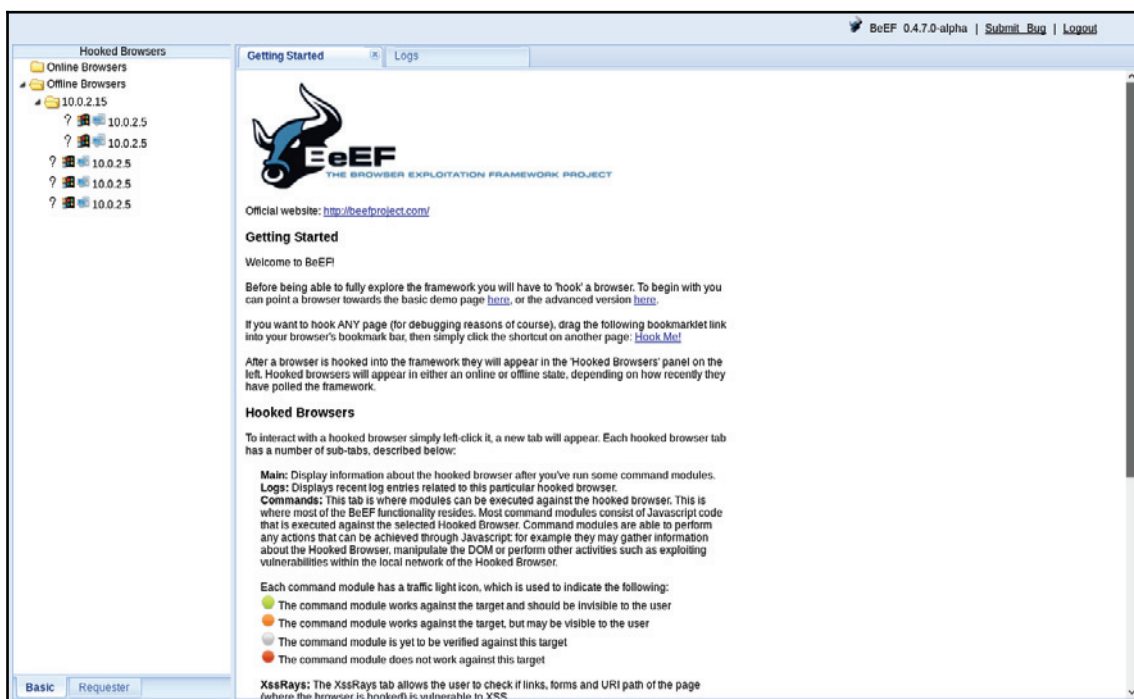 BeEF 0.4.7.0-alpha | Submit Bug | Logout
Hooked Browsers
Online Browsers
Offline Browsers
10.0.2.15
? 10.0.2.5
? 10.0.2.5
? 10.0.2.5
? 10.0.2.5
? 10.0.2.5
Basic Requester
Getting Started Logs
BeEF
THE BROWSER EXPLOITATION FRAMEWORK PROJECT
Official website: http://beefproject.com/
Getting Started
Welcome to BeEF!
Before being able to fully explore the framework you will have to 'hook' a browser. To begin with you
can point a browser towards the basic demo page here, or the advanced version here.
If you want to hook ANY page (for debugging reasons of course), drag the following bookmarklet link
into your browser's bookmark bar, then simply click the shortcut on another page: Hook Me!
After a browser is hooked into the framework they will appear in the 'Hooked Browsers' panel on the
left. Hooked browsers will appear in either an online or offline state, depending on how recently they
have polled the framework.
Hooked Browsers
To interact with a hooked browser simply left-click it, a new tab will appear. Each hooked browser tab
has a number of sub-tabs, described below:
Main: Display information about the hooked browser after you've run some command modules.
Logs: Displays recent log entries related to this particular hooked browser.
Commands: This tab is where modules can be executed against the hooked browser. This is
where most of the BeEF functionality resides. Most command modules consist of Javascript code
that is executed against the selected Hooked Browser. Command modules are able to perform
any actions that can be achieved through Javascript: for example they may gather information
about the Hooked Browser, manipulate the DOM or perform other activities such as exploiting
vulnerabilities within the local network of the Hooked Browser.
Each command module has a traffic light icon, which is used to indicate the following:
The command module works against the target and should be invisible to the user
The command module works against the target, but may be visible to the user
The command module is yet to be verified against this target
The command module does not work against this target
XssRays: The XssRays tab allows the user to check if links, forms and URI path of the page
(where the browser is hooked) is vulnerable to XSS.